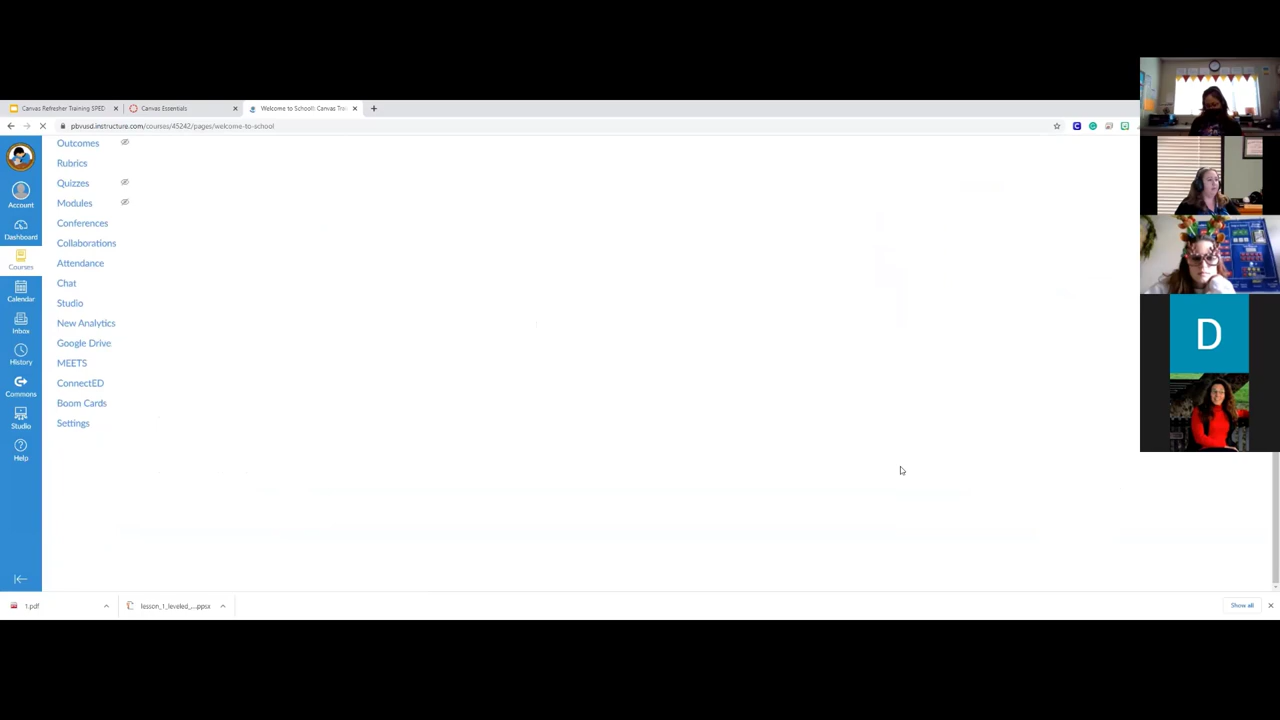 Canvas Refresher Training SPED
Canvas Essentials
Welcome to School!: Canvas Trai
pbvusd.instructure.com/courses/45242/pages/welcome-to-school
Account
Dashboard
Courses
Calendar
Inbox
History
Commons
Studio
Help
Outcomes
Rubrics
Quizzes
Modules
Conferences
Collaborations
Attendance
Chat
Studio
New Analytics
Google Drive
MEETS
ConnectED
Boom Cards
Settings
D
1.pdf
lesson_1_leveled_....ppsx
Show all